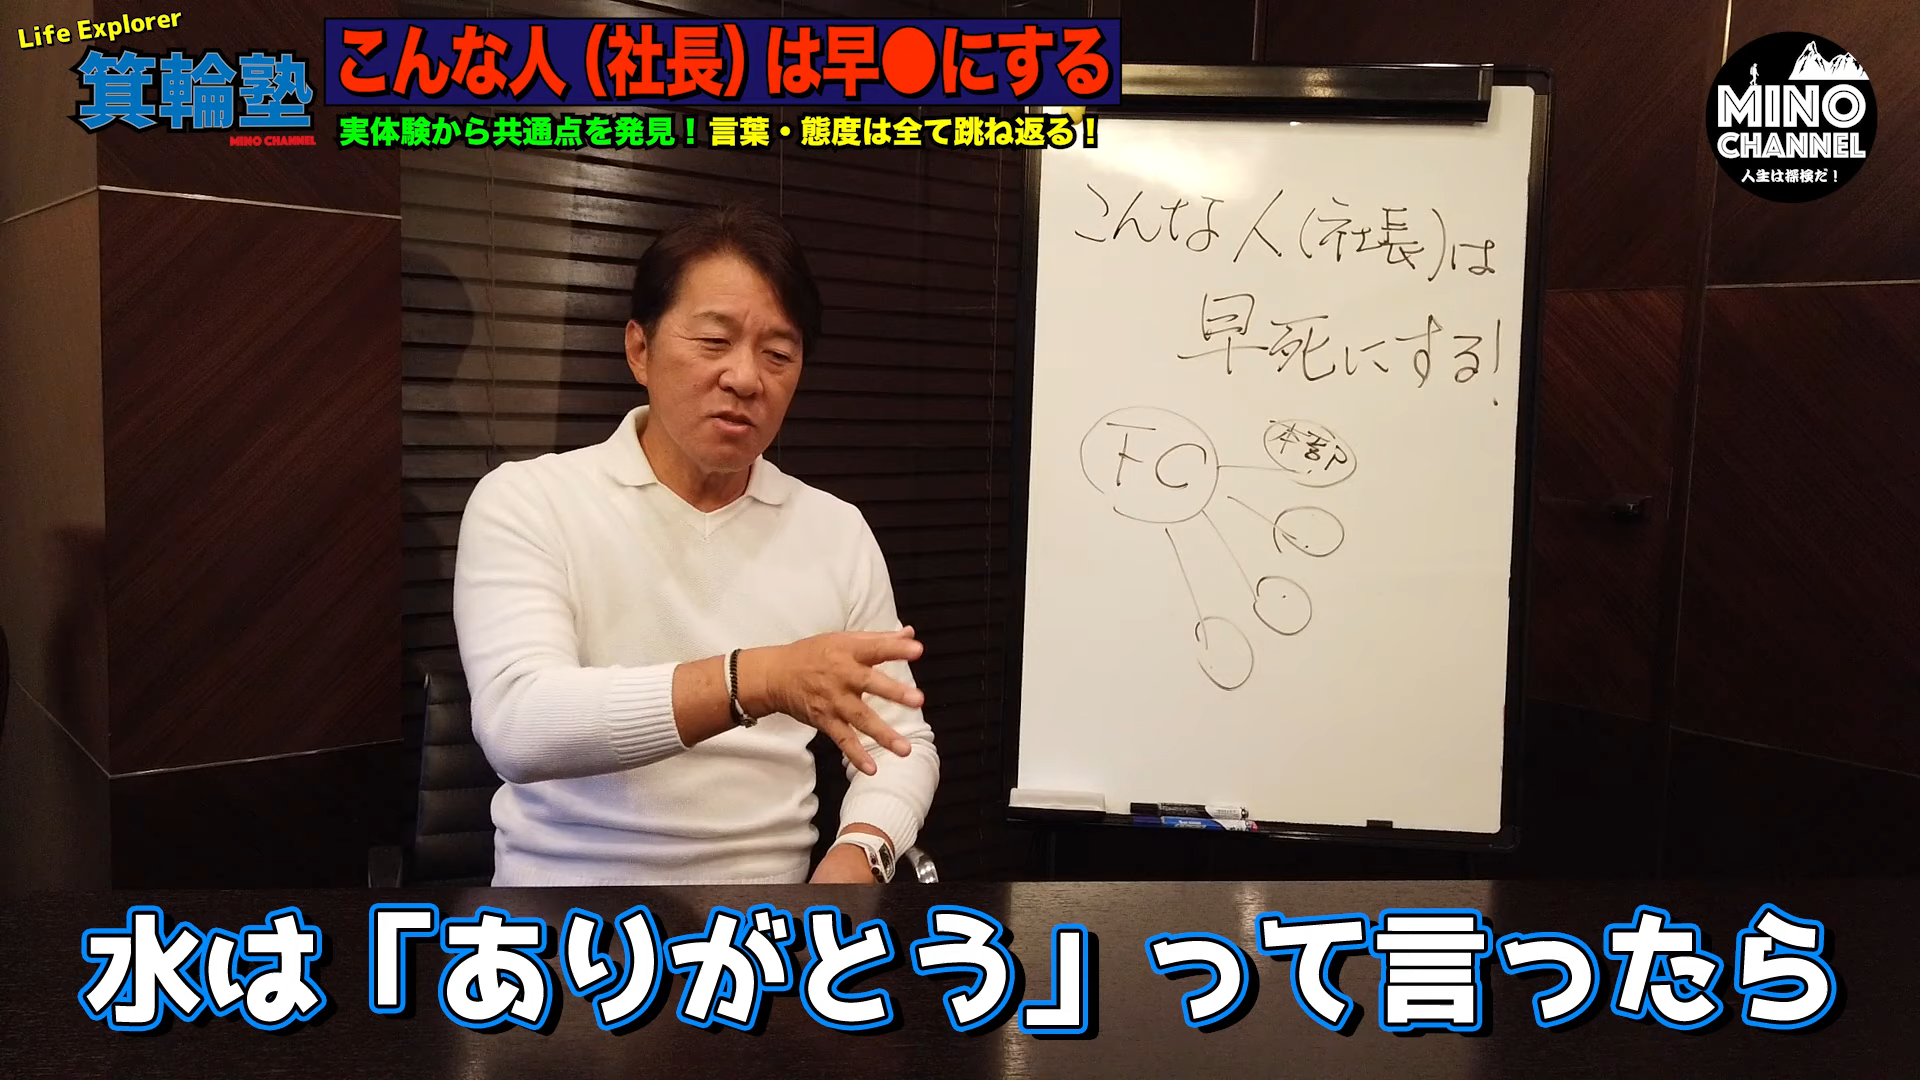 Life Explorer
箕輪塾
MINO CHANNEL
こんな人（社長）は早●にする
実体験から共通点を発見！言葉・態度は全て跳ね返る！
MINO
CHANNEL
人生は探検だ！
こんな人(社長)は
早死にする!
FC
本部
水は「ありがとう」って言ったら